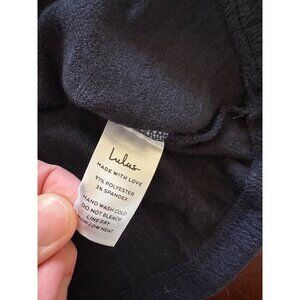 Lulus
MADE WITH LOVE
97% POLYESTER
3% SPANDEX
HAND WASH COLD
DO NOT BLEACH
LINE DRY
IRON LOW HEAT